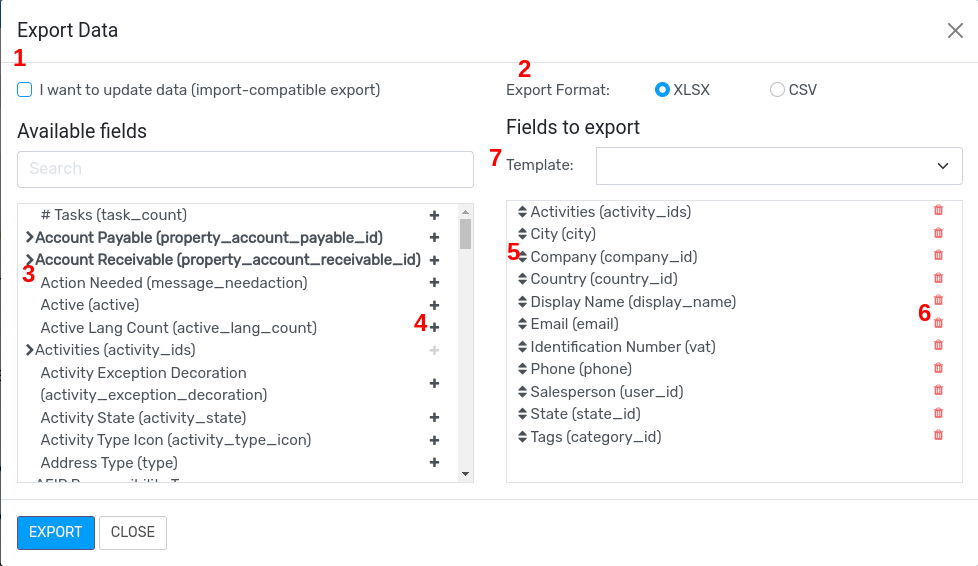 Export Data
1
I want to update data (import-compatible export)
2
Export Format: XLSX CSV
Available fields
Search
# Tasks (task_count)
Account Payable (property_account_payable_id)
Account Receivable (property_account_receivable_id)
3
Action Needed (message_needaction)
Active (active)
Active Lang Count (active_lang_count)
4
Activities (activity_ids)
Activity Exception Decoration
(activity_exception_decoration)
Activity State (activity_state)
Activity Type Icon (activity_type_icon)
Address Type (type)
Fields to export
7
Template:
Activities (activity_ids)
City (city)
5
Company (company_id)
Country (country_id)
Display Name (display_name)
6
Email (email)
Identification Number (vat)
Phone (phone)
Salesperson (user_id)
State (state_id)
Tags (category_id)
EXPORT
CLOSE